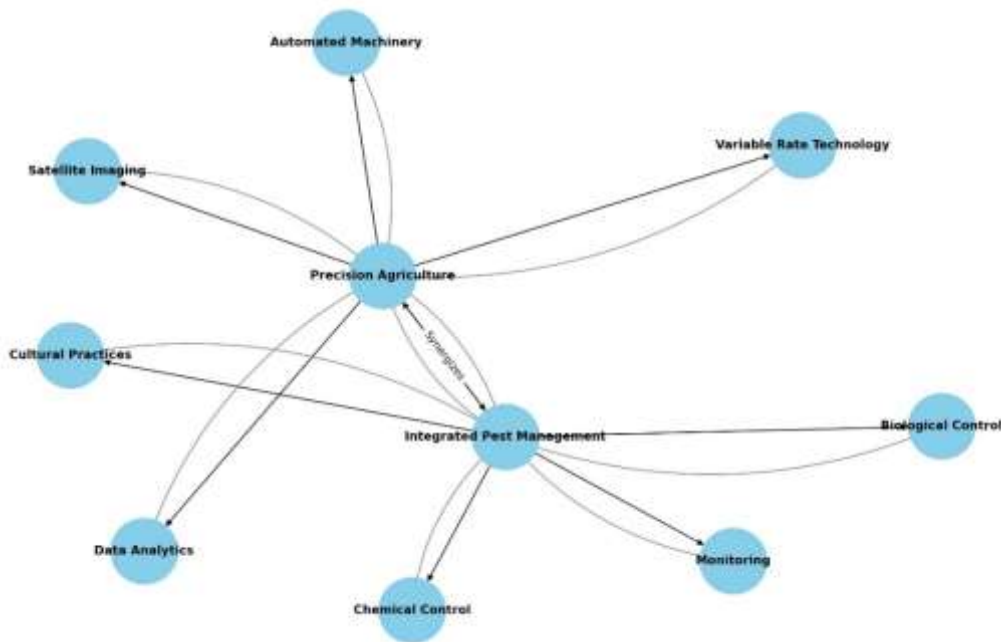 Automated Machinery
Variable Rate Technology
Satellite Imaging
Precision Agriculture
Synergizes
Cultural Practices
Biological Control
Integrated Pest Management
Data Analytics
Monitoring
Chemical Control